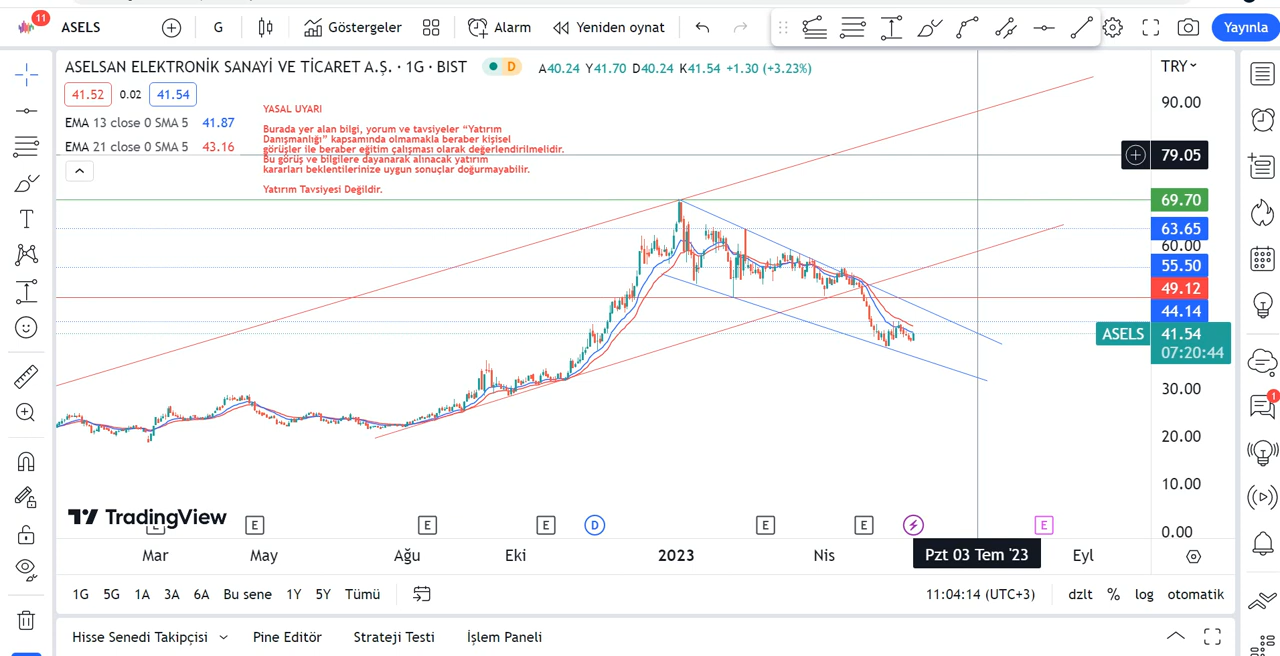 11
ASELS
G
Göstergeler
Alarm
Yeniden oynat
Yayınla
ASELSAN ELEKTRONİK SANAYİ VE TİCARET A.Ş. · 1G · BIST
D
A40.24 Y41.70 D40.24 K41.54 +1.30 (+3.23%)
TRY
41.52 0.02 41.54
EMA 13 close 0 SMA 5 41.87
EMA 21 close 0 SMA 5 43.16
YASAL UYARI
Burada yer alan bilgi, yorum ve tavsiyeler “Yatırım
Danışmanlığı” kapsamında olmamakla beraber kişisel
görüşler ile beraber eğitim çalışması olarak değerlendirilmelidir.
Bu görüş ve bilgilere dayanarak alınacak yatırım
kararları beklentilerinize uygun sonuçlar doğurmayabilir.
Yatırım Tavsiyesi Değildir.
90.00
79.05
69.70
63.65
60.00
55.50
49.12
44.14
ASELS 41.54
07:20:44
30.00
20.00
10.00
0.00
1
TradingView
E E E D E E E
Mar May Ağu Eki 2023 Nis Pzt 03 Tem '23 Eyl
1G 5G 1A 3A 6A Bu sene 1Y 5Y Tümü 11:04:14 (UTC+3) dzlt % log otomatik
Hisse Senedi Takipçisi Pine Editör Strateji Testi İşlem Paneli